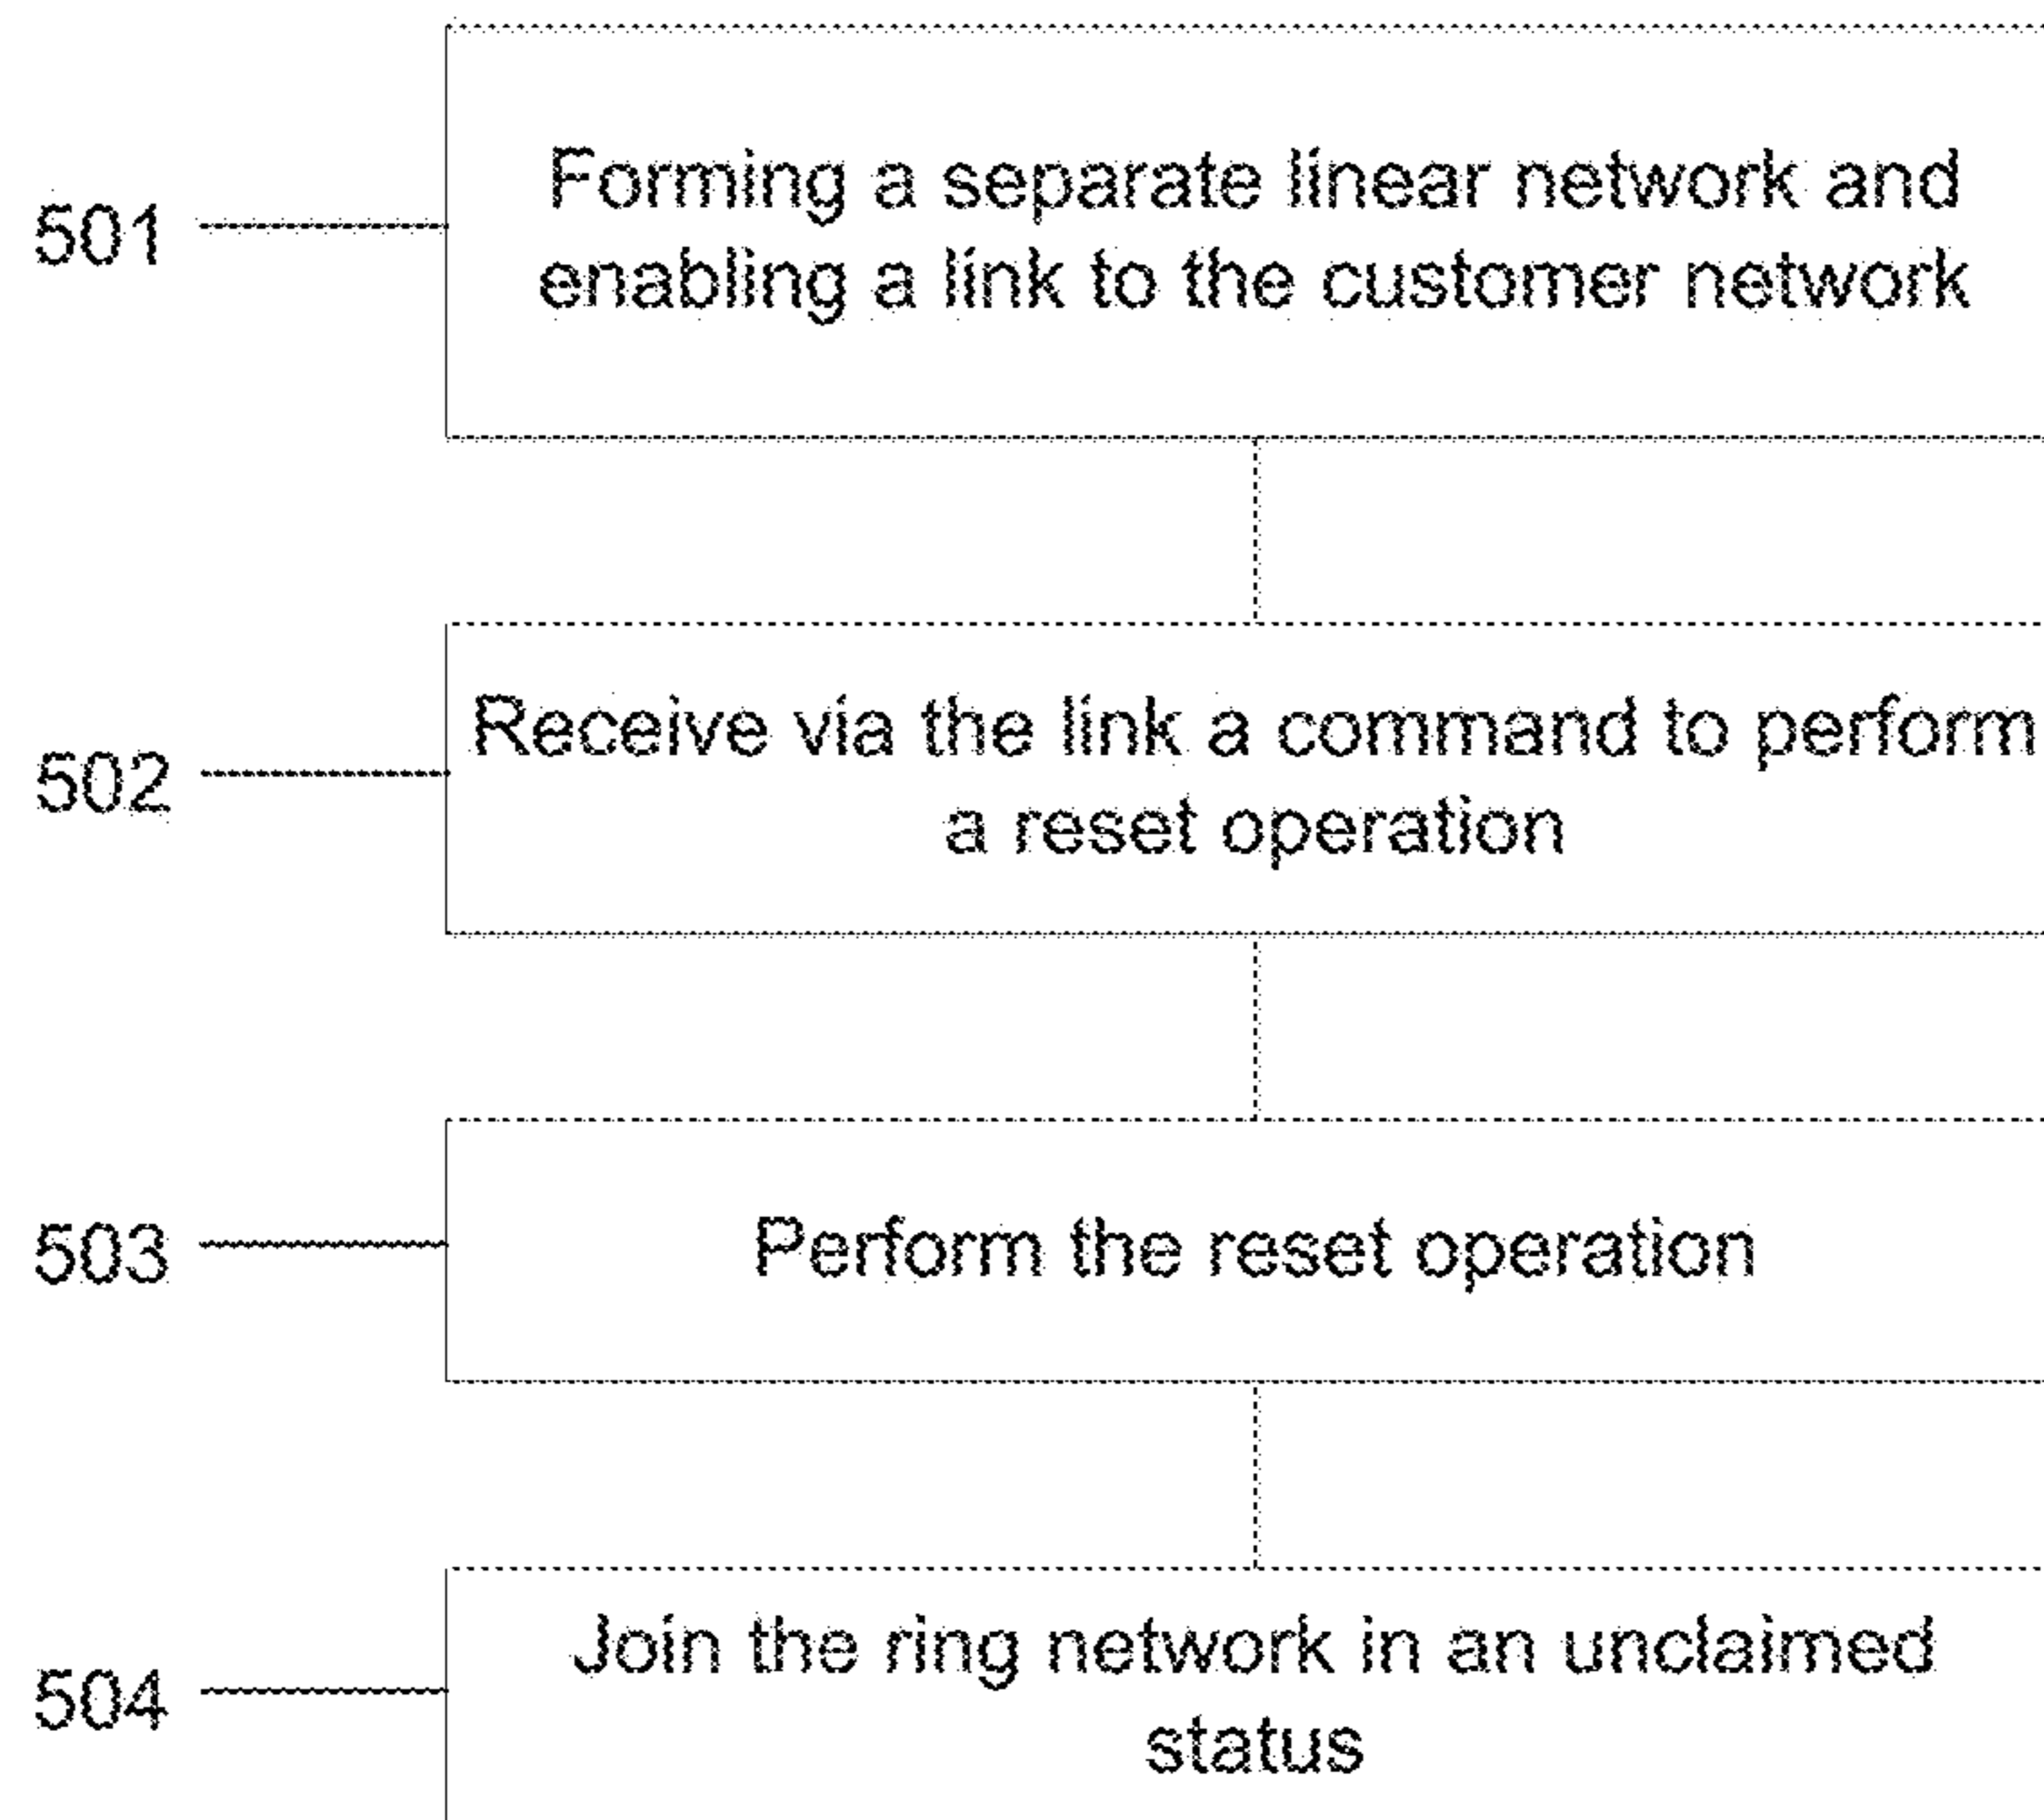 501
Forming a separate linear network and
enabling a link to the customer network
502
Receive via the link a command to perform
a reset operation
503
Perform the reset operation
504
Join the ring network in an unclaimed
status